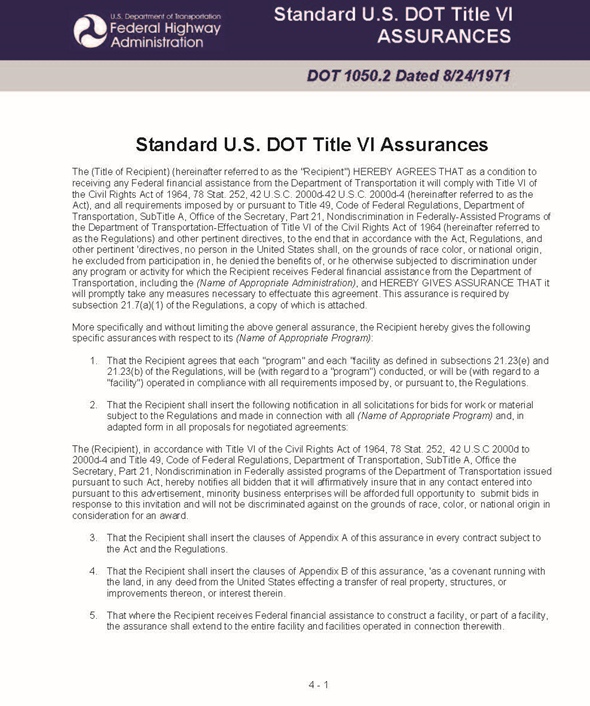 U.S. Department of Transportation
Federal Highway
Administration
Standard U.S. DOT Title VI
ASSURANCES
DOT 1050.2 Dated 8/24/1971
Standard U.S. DOT Title VI Assurances
The (Title of Recipient) (hereinafter referred to as the "Recipient") HEREBY AGREES THAT as a condition to
receiving any Federal financial assistance from the Department of Transportation it will comply with Title VI of
the Civil Rights Act of 1964, 78 Stat. 252, 42 U.S.C. 2000d-42 U.S.C. 2000d-4 (hereinafter referred to as the
Act), and all requirements imposed by or pursuant to Title 49, Code of Federal Regulations, Department of
Transportation, SubTitle A, Office of the Secretary, Part 21, Nondiscrimination in Federally-Assisted Programs of
the Department of Transportation-Effectuation of Title VI of the Civil Rights Act of 1964 (hereinafter referred to
as the Regulations) and other pertinent directives, to the end that in accordance with the Act, Regulations, and
other pertinent 'directives, no person in the United States shall, on the grounds of race, color, or national origin,
he excluded from participation in, he denied the benefits of, or he otherwise subjected to discrimination under
any program or activity for which the Recipient receives Federal financial assistance from the Department of
Transportation, including the (Name of Appropriate Administration), and HEREBY GIVES ASSURANCE THAT it
will promptly take any measures necessary to effectuate this agreement. This assurance is required by
subsection 21.7(a)(1) of the Regulations, a copy of which is attached.
More specifically and without limiting the above general assurance, the Recipient hereby gives the following
specific assurances with respect to its (Name of Appropriate Program):
1. That the Recipient agrees that each "program" and each "facility as defined in subsections 21.23(e) and
21.23(b) of the Regulations, will be (with regard to a "program") conducted, or will be (with regard to a
"facility") operated in compliance with all requirements imposed by, or pursuant to, the Regulations.
2. That the Recipient shall insert the following notification in all solicitations for bids for work or material
subject to the Regulations and made in connection with all (Name of Appropriate Program) and, in
adapted form in all proposals for negotiated agreements:
The (Recipient), in accordance with Title VI of the Civil Rights Act of 1964, 78 Stat. 252, 42 U.S.C 2000d to
2000d-4 and Title 49, Code of Federal Regulations, Department of Transportation, SubTitle A, Office the
Secretary, Part 21, Nondiscrimination in Federally assisted programs of the Department of Transportation issued
pursuant to such Act, hereby notifies all bidden that it will affirmatively insure that in any contact entered into
pursuant to this advertisement, minority business enterprises will be afforded full opportunity to submit bids in
response to this invitation and will not be discriminated against on the grounds of race, color, or national origin in
consideration for an award.
3. That the Recipient shall insert the clauses of Appendix A of this assurance in every contract subject to
the Act and the Regulations.
4. That the Recipient shall insert the clauses of Appendix B of this assurance, 'as a covenant running with
the land, in any deed from the United States effecting a transfer of real property, structures, or
improvements thereon, or interest therein.
5. That where the Recipient receives Federal financial assistance to construct a facility, or part of a facility,
the assurance shall extend to the entire facility and facilities operated in connection therewith.
4 - 1